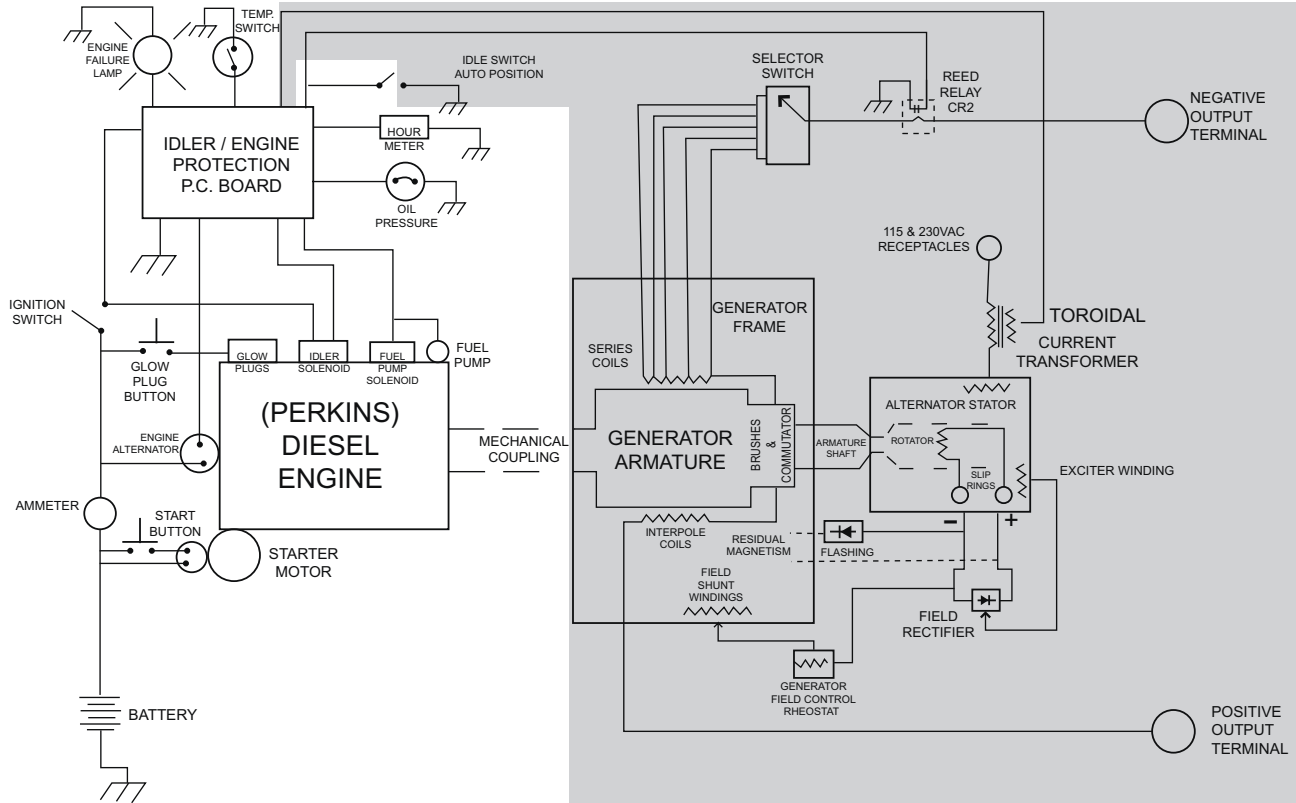 ENGINE
FAILURE
LAMP
TEMP.
SWITCH
IDLE SWITCH
AUTO POSITION
SELECTOR
SWITCH
REED
RELAY
CR2
NEGATIVE
OUTPUT
TERMINAL
IDLER / ENGINE
PROTECTION
P.C. BOARD
HOUR
METER
OIL
PRESSURE
115 & 230VAC
RECEPTACLES
IGNITION
SWITCH
GLOW
PLUG
BUTTON
GLOW
PLUGS
IDLER
SOLENOID
FUEL
PUMP
SOLENOID
FUEL
PUMP
GENERATOR
FRAME
SERIES
COILS
TOROIDAL
CURRENT
TRANSFORMER
(PERKINS)
DIESEL
ENGINE
ENGINE
ALTERNATOR
MECHANICAL
COUPLING
GENERATOR
ARMATURE
BRUSHES
&
COMMUTATOR
ARMATURE
SHAFT
ALTERNATOR STATOR
ROTATOR
SLIP
RINGS
EXCITER WINDING
AMMETER
START
BUTTON
STARTER
MOTOR
INTERPOLE
COILS
RESIDUAL
MAGNETISM
FLASHING
- +
FIELD
SHUNT
WINDINGS
FIELD
RECTIFIER
GENERATOR
FIELD CONTROL
RHEOSTAT
BATTERY
POSITIVE
OUTPUT
TERMINAL